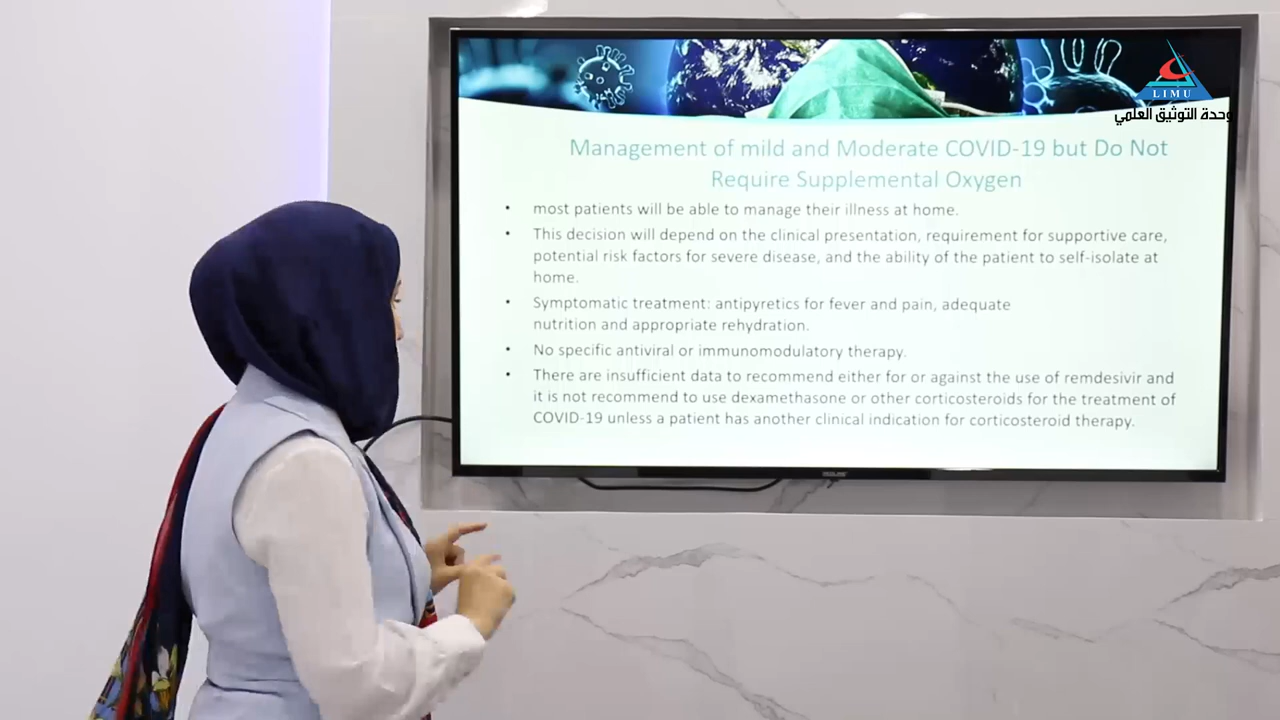 LIMU
وحدة التوثيق العلمي
Management of mild and Moderate COVID-19 but Do Not
Require Supplemental Oxygen
• most patients will be able to manage their illness at home.
• This decision will depend on the clinical presentation, requirement for supportive care,
potential risk factors for severe disease, and the ability of the patient to self-isolate at
home.
• Symptomatic treatment: antipyretics for fever and pain, adequate
nutrition and appropriate rehydration.
• No specific antiviral or immunomodulatory therapy.
• There are insufficient data to recommend either for or against the use of remdesivir and
it is not recommend to use dexamethasone or other corticosteroids for the treatment of
COVID-19 unless a patient has another clinical indication for corticosteroid therapy.